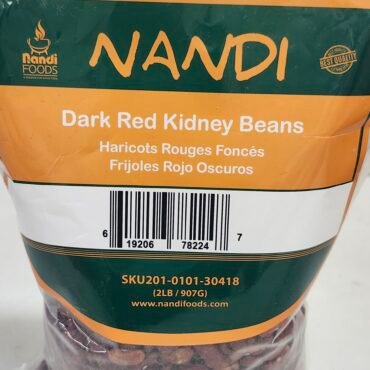 nandi
FOODS
NANDI
BEST QUALITY
Dark Red Kidney Beans
Haricots Rouges Foncés
Frijoles Rojo Oscuros
6 19206 78224 7
SKU201-0101-30418
(2LB / 907G)
www.nandifoods.com